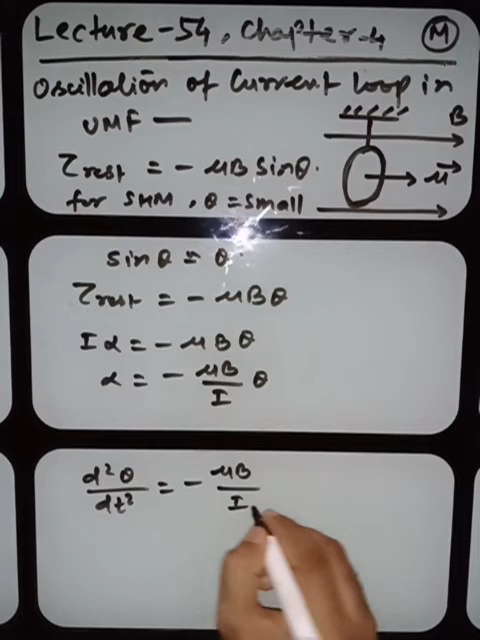 Lecture-54, Chapter-4 M
Oscillation of Current Loop in
UMF —
B
τrest = - μB sinθ.
μ⃗
for SHM, θ = small
sin θ = θ.
τrest = - μBθ
Iα = - μBθ
α = - μB/I θ
d²θ/dt² = - μB/I